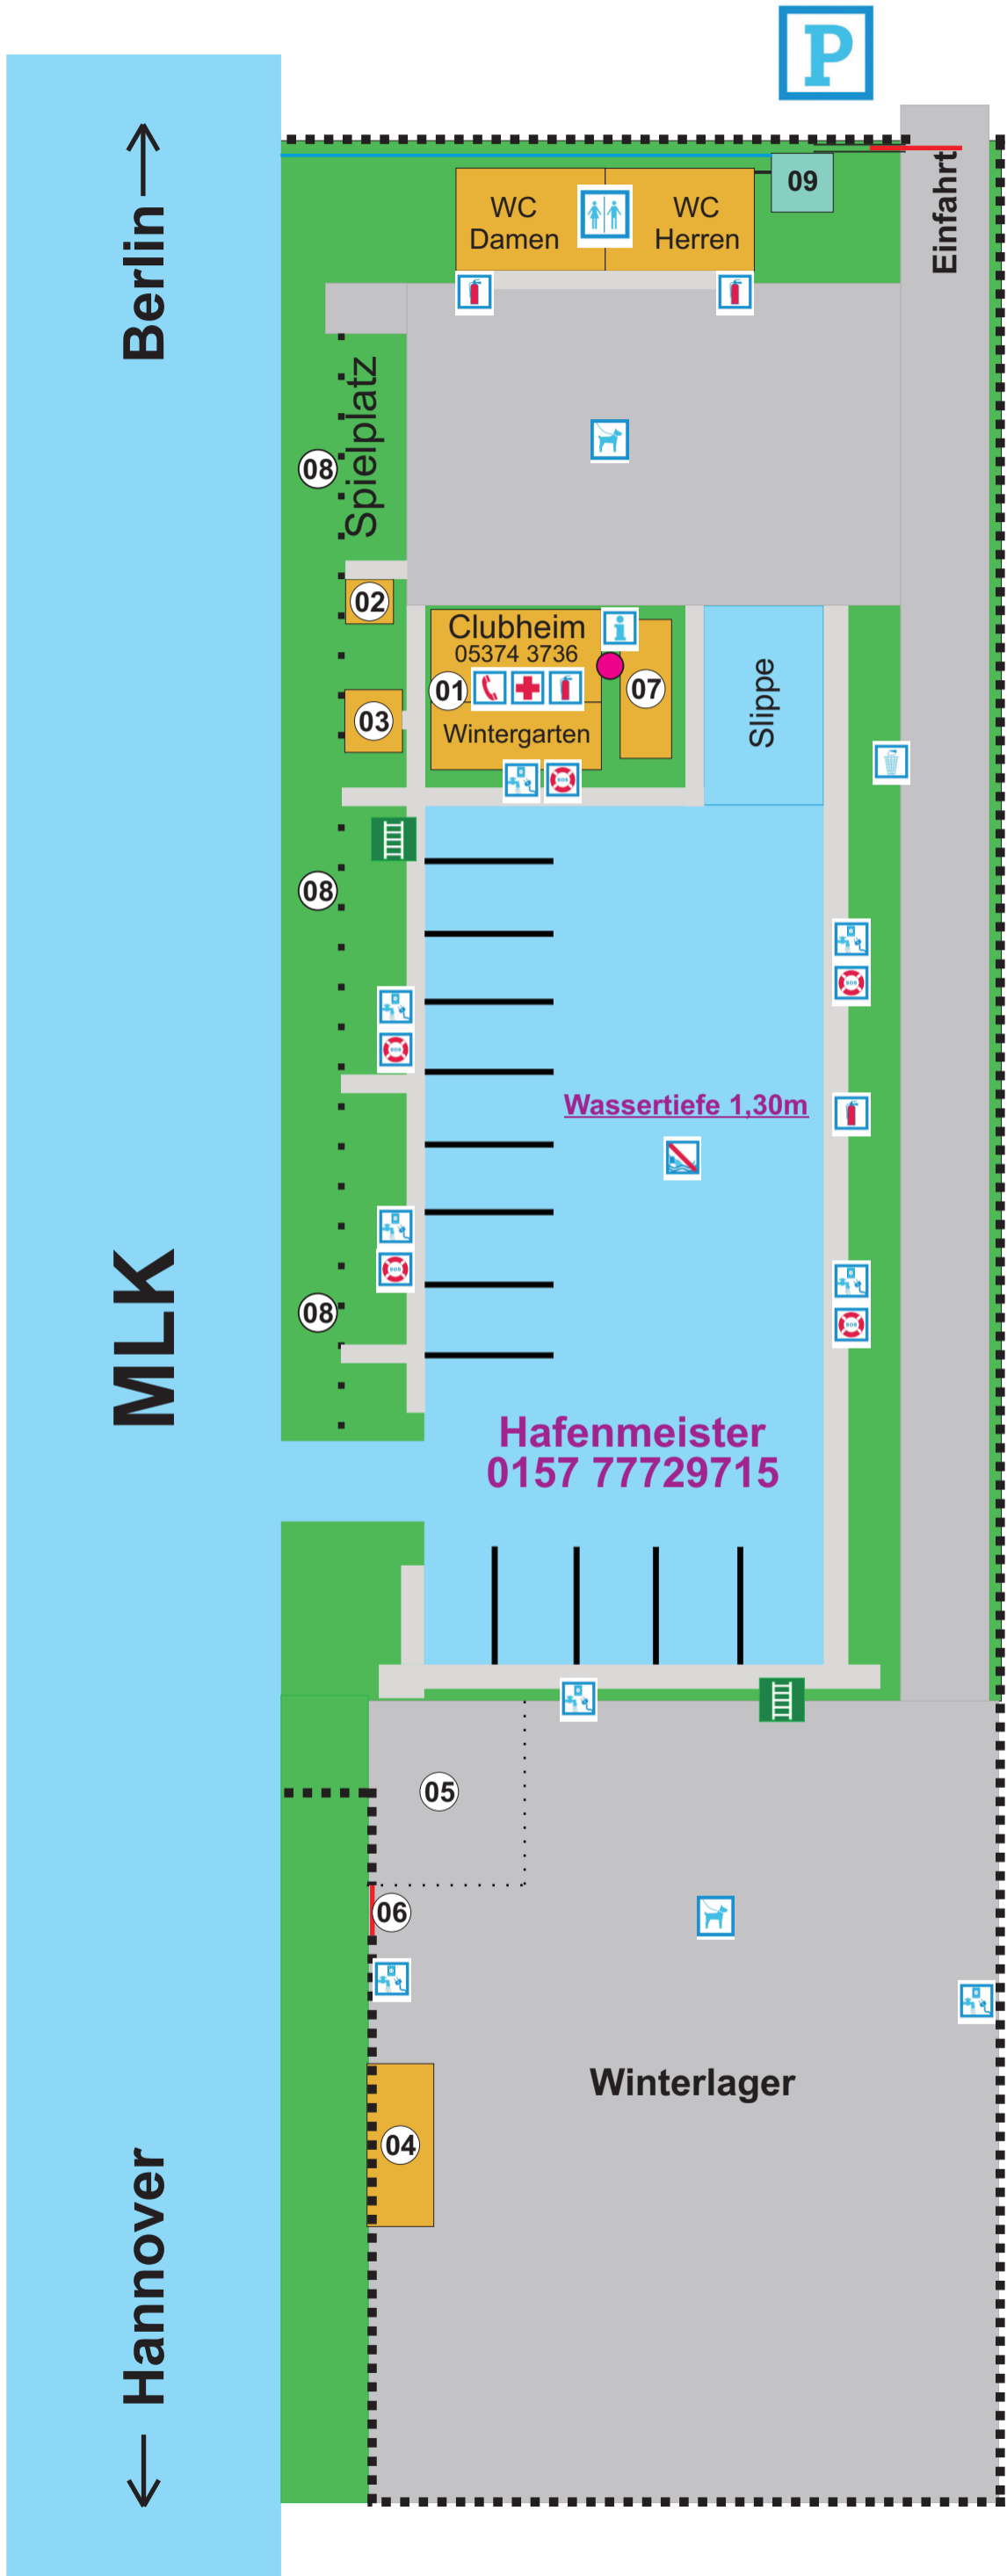 P
Berlin
Einfahrt
09
WC
Damen
WC
Herren
Spielplatz
08
02
Clubheim
05374 3736
01
07
i
03
Wintergarten
Slippe
08
Wassertiefe 1,30m
MLK
08
Hafenmeister
0157 77729715
05
06
Winterlager
04
Hannover